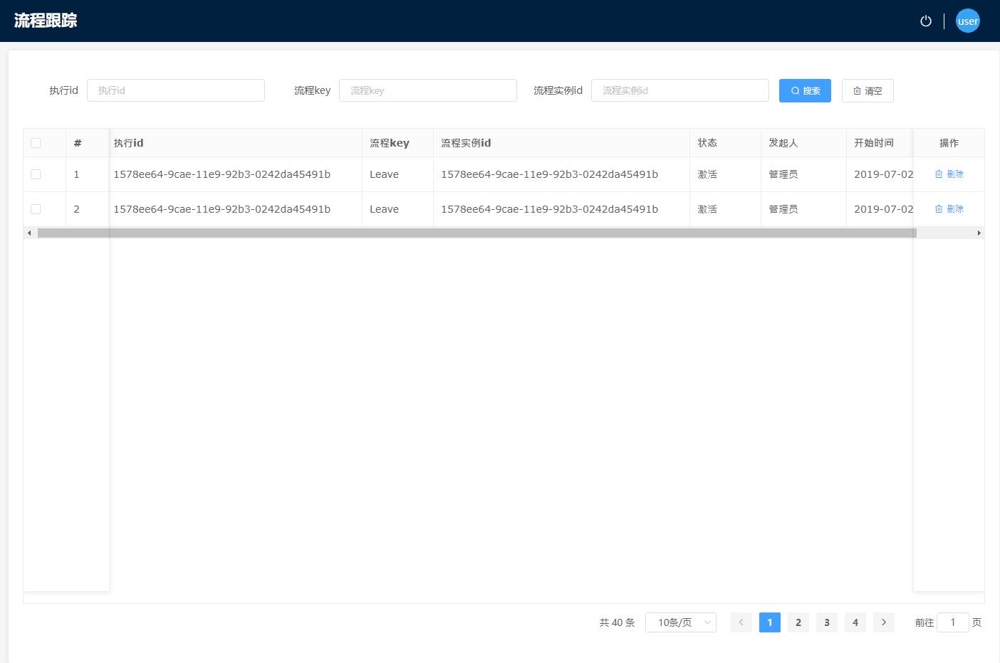 流程跟踪
user
执行id 执行id 流程key 流程key 流程实例id 流程实例id 搜索 清空
# 执行id 流程key 流程实例id 状态 发起人 开始时间 操作
1 1578ee64-9cae-11e9-92b3-0242da45491b Leave 1578ee64-9cae-11e9-92b3-0242da45491b 激活 管理员 2019-07-02 删除
2 1578ee64-9cae-11e9-92b3-0242da45491b Leave 1578ee64-9cae-11e9-92b3-0242da45491b 激活 管理员 2019-07-02 删除
共 40 条 10条/页 1 2 3 4 前往 1 页